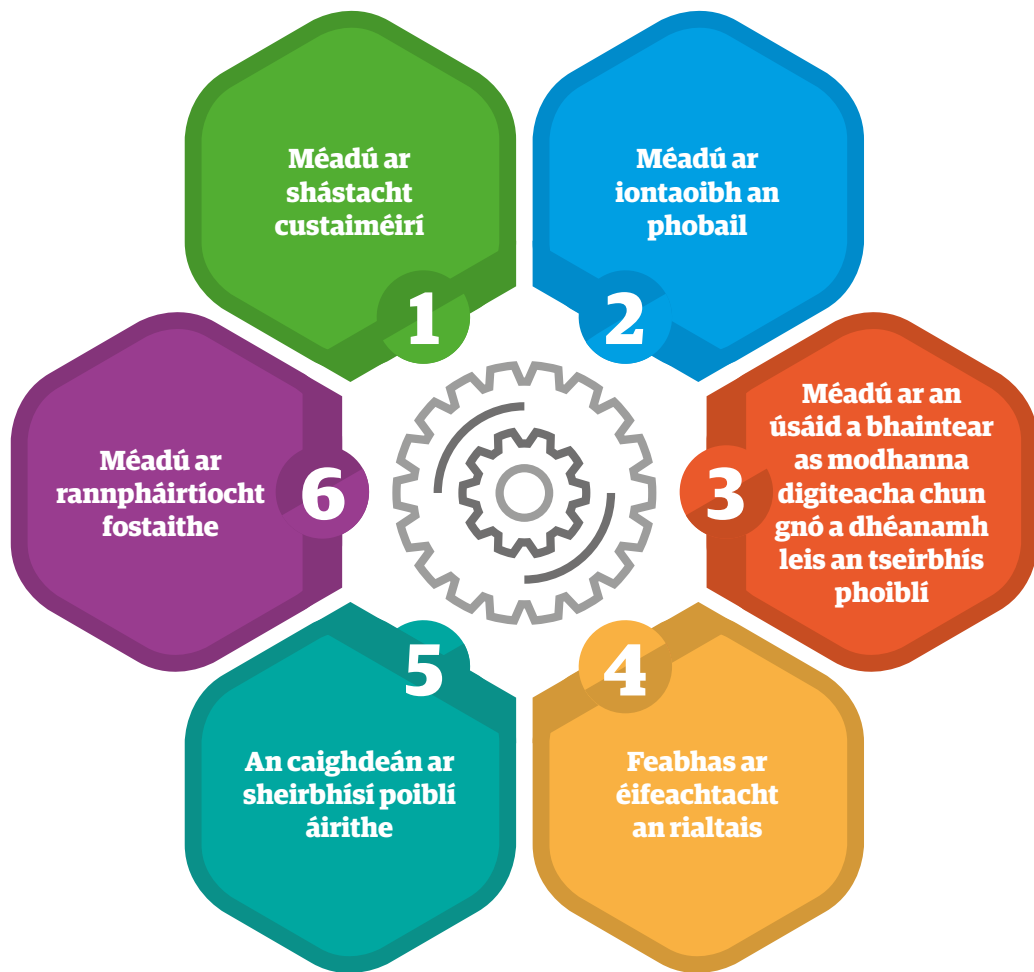 Méadú ar
shástacht
custaiméirí
1
Méadú ar
iontaoibh an
phobail
2
Méadú ar an
úsáid a bhaintear
as modhanna
digiteacha chun
gnó a dhéanamh
leis an tseirbhís
phoiblí
3
Feabhas ar
éifeachtacht
an rialtais
4
An caighdeán ar
sheirbhísí poiblí
áirithe
5
Méadú ar
rannpháirtíocht
fostaithe
6